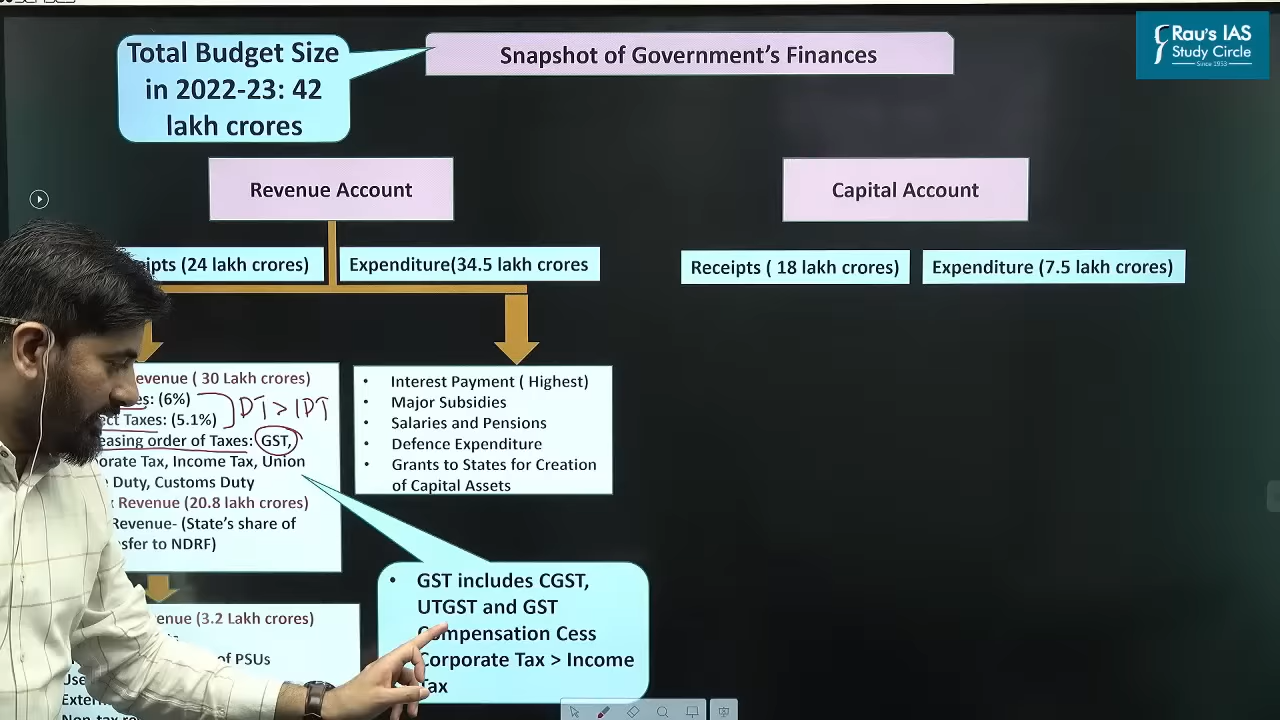 Total Budget Size
in 2022-23: 42
lakh crores
Snapshot of Government's Finances
Rau's IAS
Study Circle
Since 1953
Revenue Account
Capital Account
(24 lakh crores)
Expenditure(34.5 lakh crores
Receipts ( 18 lakh crores)
Expenditure (7.5 lakh crores)
( 30 Lakh crores)
(6%)
Taxes: (5.1%)
DT > IDT
order of Taxes: GST,
Tax, Income Tax, Union
Duty, Customs Duty
Revenue (20.8 lakh crores)
Revenue- (State's share of
to NDRF)
(3.2 Lakh crores)
of PSUs
• Interest Payment ( Highest)
• Major Subsidies
• Salaries and Pensions
• Defence Expenditure
• Grants to States for Creation
of Capital Assets
• GST includes CGST,
UTGST and GST
Compensation Cess
Corporate Tax > Income
Tax